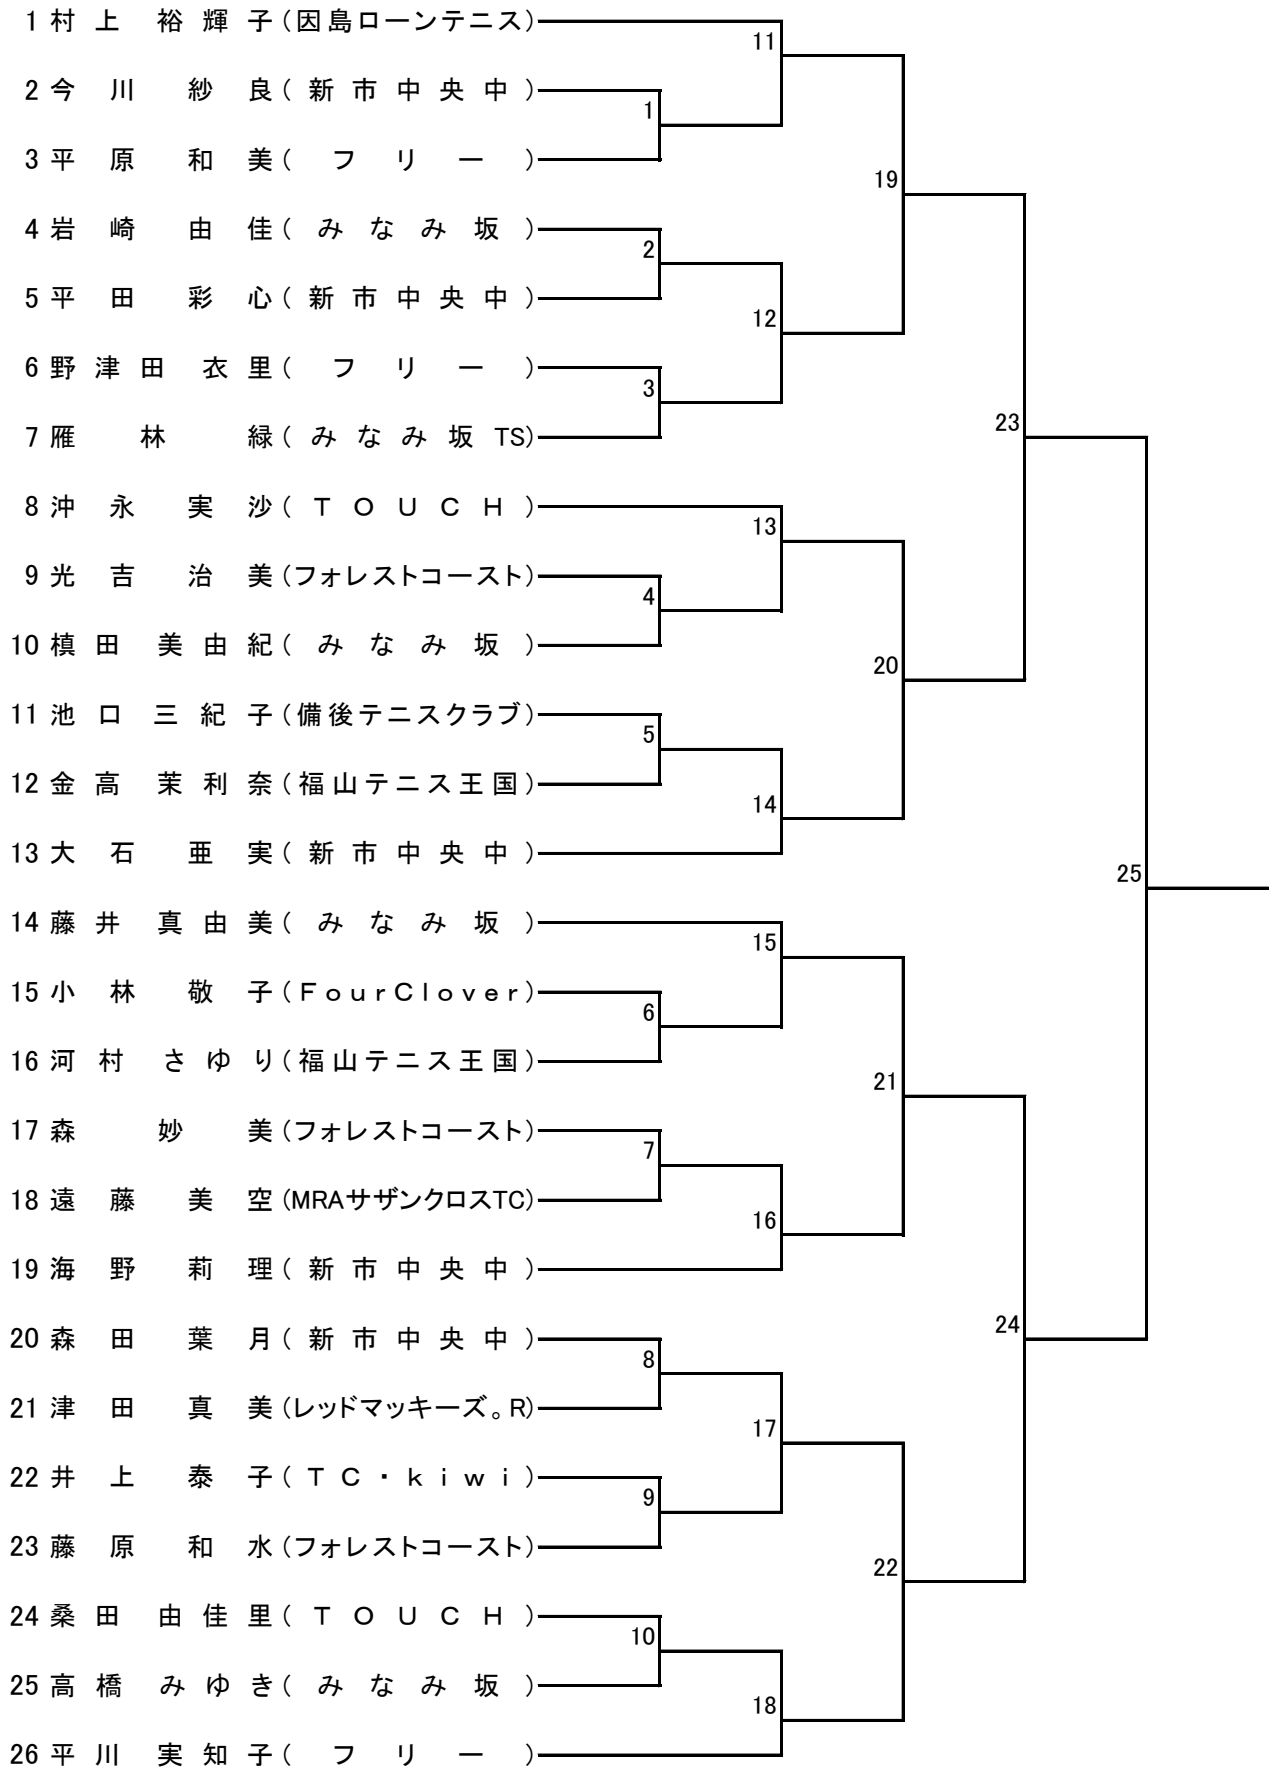 1 村上 裕輝子(因島ローンテニス)
11
2 今川 紗良(新市中央中)
1
3 平原 和美(フリー)
19
4 岩崎 由佳(みなみ坂)
2
5 平田 彩心(新市中央中)
12
6 野津田 衣里(フリー)
3
23
7 雁林 緑(みなみ坂TS)
8 沖永 実沙(TOUCH)
13
9 光吉 治美(フォレストコースト)
4
10 槙田 美由紀(みなみ坂)
20
11 池口 三紀子(備後テニスクラブ)
5
12 金高 茉利奈(福山テニス王国)
14
13 大石 亜実(新市中央中)
25
14 藤井 真由美(みなみ坂)
15
15 小林 敬子(FourClover)
6
16 河村 さゆり(福山テニス王国)
21
17 森 妙美(フォレストコースト)
7
18 遠藤 美空(MRAサザンクロスTC)
16
19 海野 莉理(新市中央中)
24
20 森田 葉月(新市中央中)
8
21 津田 真美(レッドマッキーズ。R)
17
22 井上 泰子(TC・kiwi)
9
23 藤原 和水(フォレストコースト)
22
24 桑田 由佳里(TOUCH)
10
25 高橋 みゆき(みなみ坂)
18
26 平川 実知子(フリー)